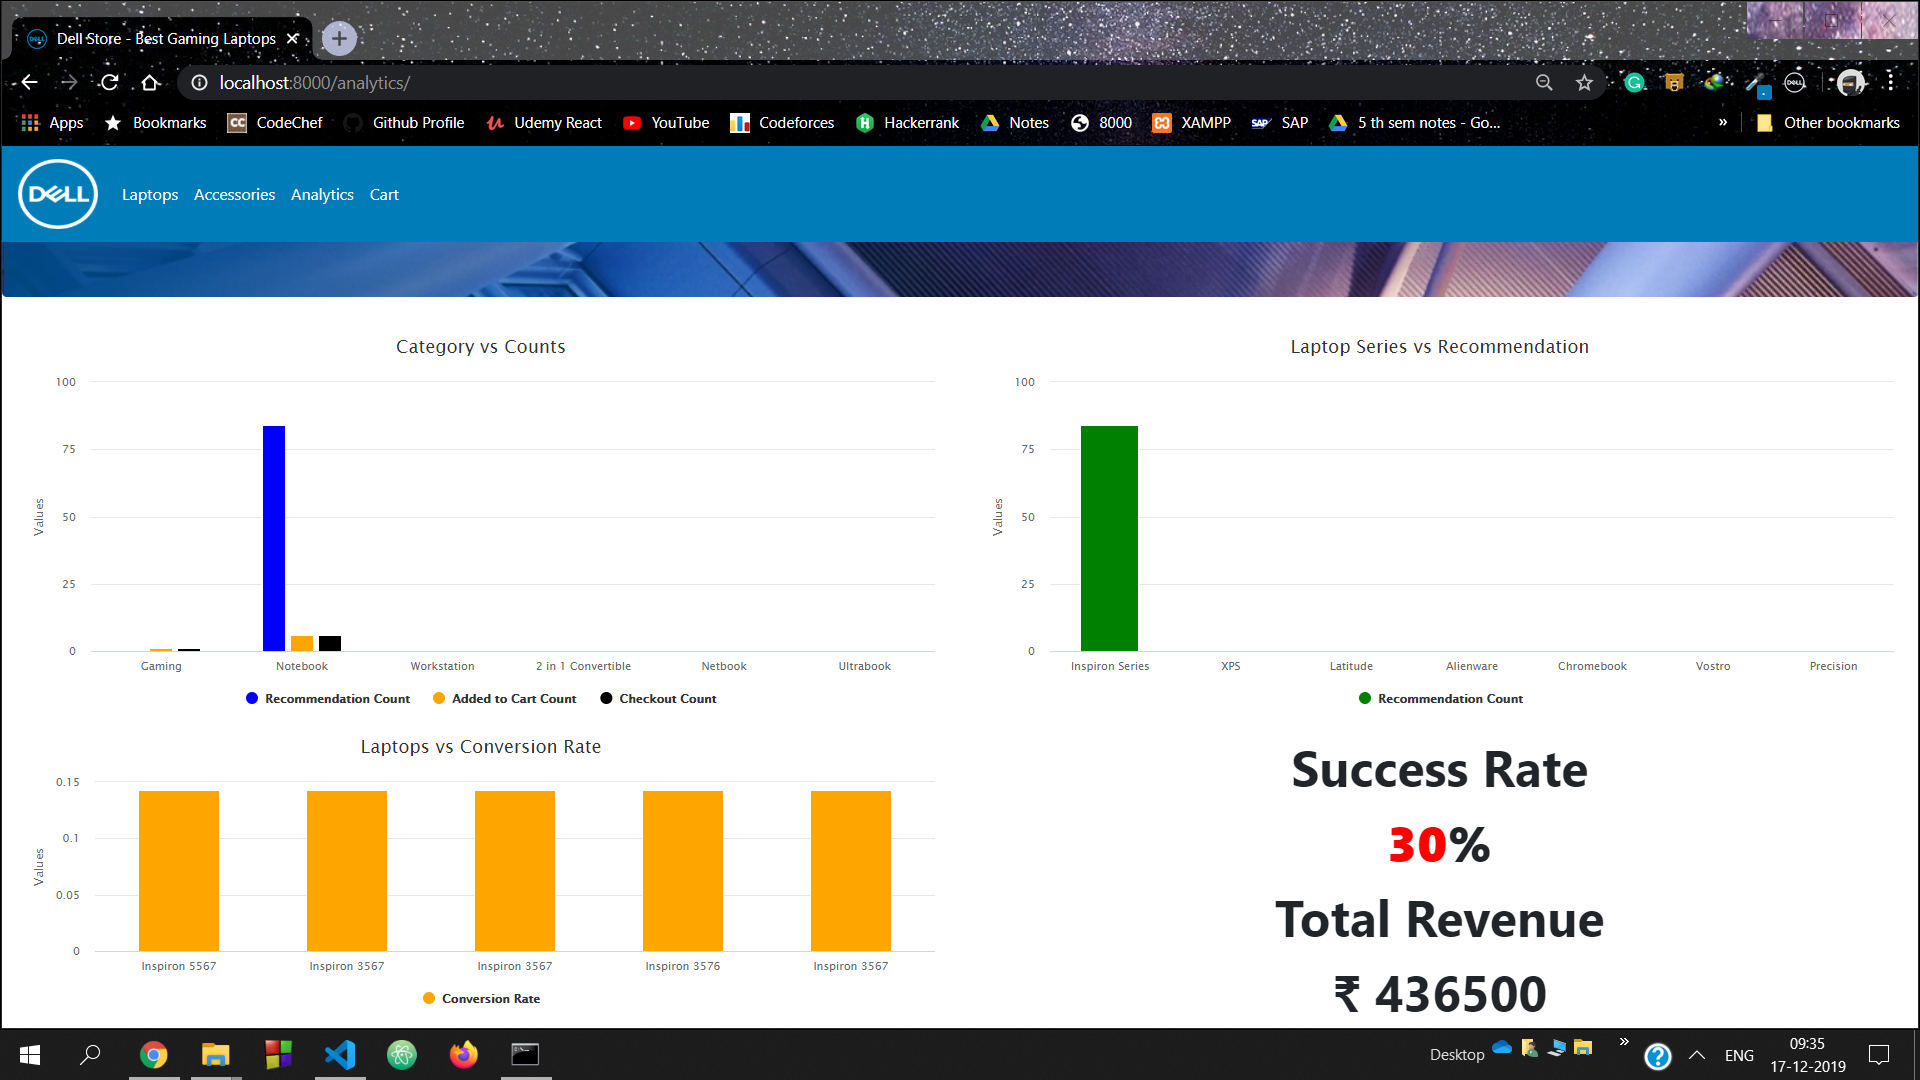 Dell Store - Best Gaming Laptops
localhost:8000/analytics/
Apps Bookmarks CC CodeChef Github Profile Udemy React YouTube Codeforces H Hackerrank Notes 8000 XAMPP SAP SAP 5 th sem notes - Go... » Other bookmarks
DELL Laptops Accessories Analytics Cart
Category vs Counts
100
75
50
25
0
Values
Gaming Notebook Workstation 2 in 1 Convertible Netbook Ultrabook
Recommendation Count Added to Cart Count Checkout Count
Laptop Series vs Recommendation
100
75
50
25
0
Values
Inspiron Series XPS Latitude Alienware Chromebook Vostro Precision
Recommendation Count
Laptops vs Conversion Rate
0.15
0.1
0.05
0
Values
Inspiron 5567 Inspiron 3567 Inspiron 3567 Inspiron 3576 Inspiron 3567
Conversion Rate
Success Rate
30%
Total Revenue
₹ 436500
Desktop » ENG 09:35
17-12-2019